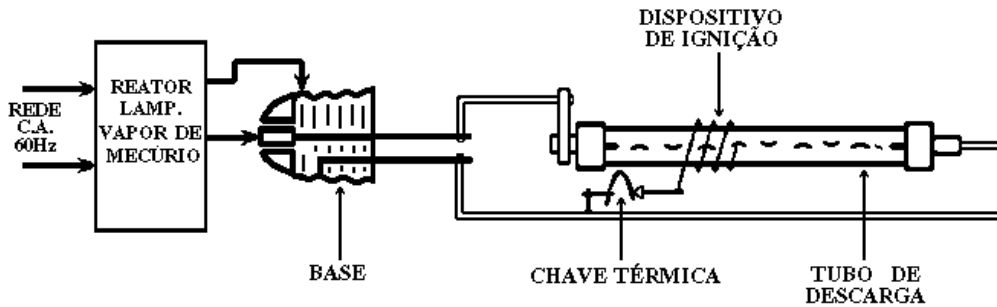 DISPOSITIVO
DE IGNIÇÃO
REDE
C.A.
60Hz
REATOR
LAMP.
VAPOR DE
MECÚRIO
BASE
CHAVE TÉRMICA
TUBO DE
DESCARGA